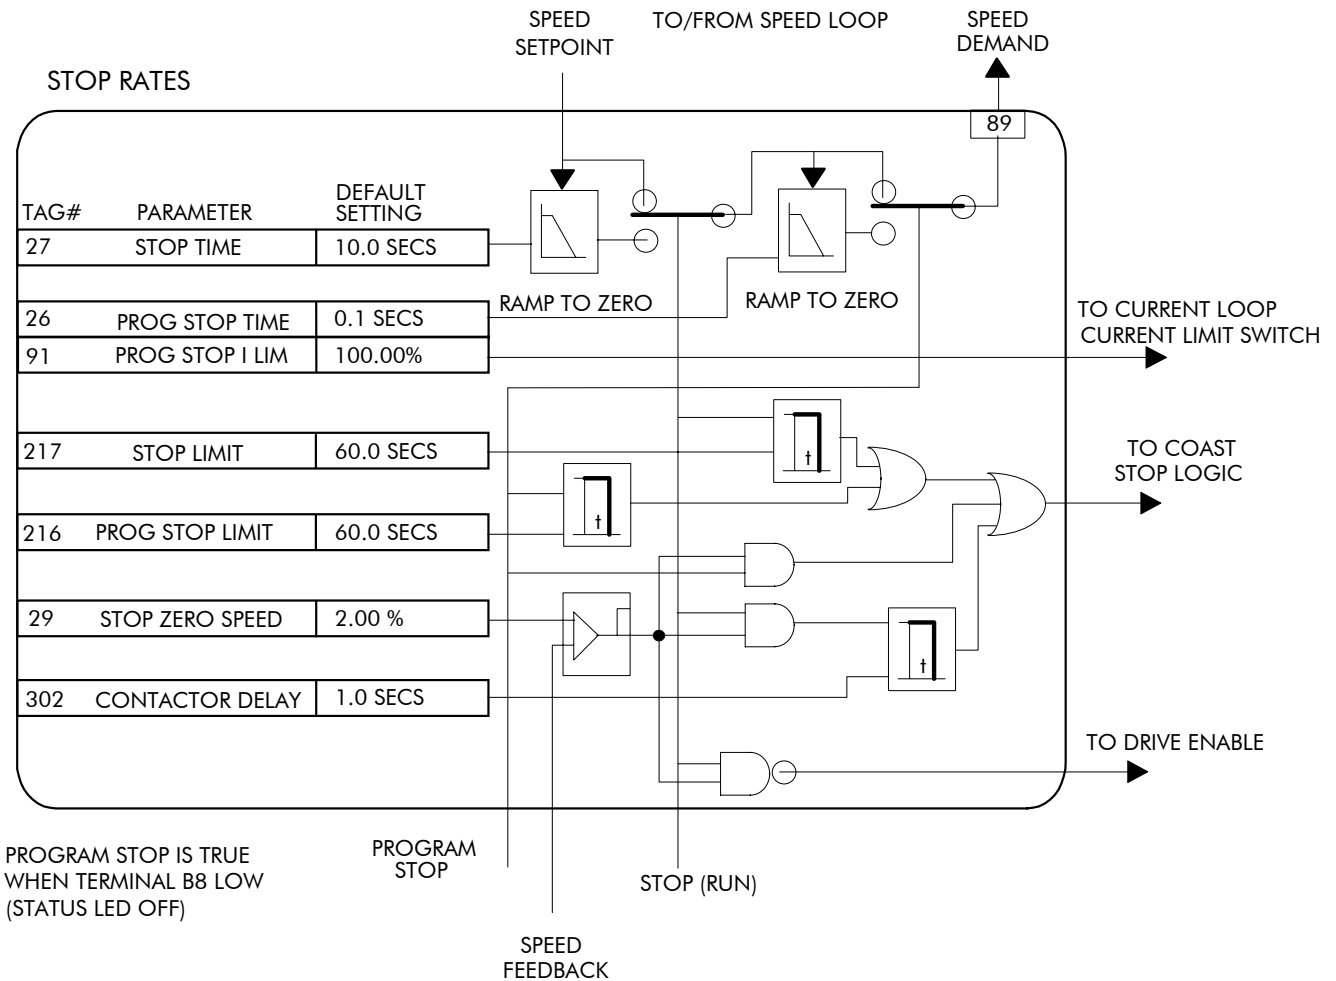 SPEED
SETPOINT
TO/FROM SPEED LOOP
SPEED
DEMAND
STOP RATES
89
TAG# PARAMETER DEFAULT
SETTING
27 STOP TIME 10.0 SECS
RAMP TO ZERO
RAMP TO ZERO
26 PROG STOP TIME 0.1 SECS
91 PROG STOP I LIM 100.00%
TO CURRENT LOOP
CURRENT LIMIT SWITCH
217 STOP LIMIT 60.0 SECS
t
TO COAST
STOP LOGIC
216 PROG STOP LIMIT 60.0 SECS
t
29 STOP ZERO SPEED 2.00 %
t
302 CONTACTOR DELAY 1.0 SECS
TO DRIVE ENABLE
PROGRAM STOP IS TRUE
WHEN TERMINAL B8 LOW
(STATUS LED OFF)
PROGRAM
STOP
STOP (RUN)
SPEED
FEEDBACK